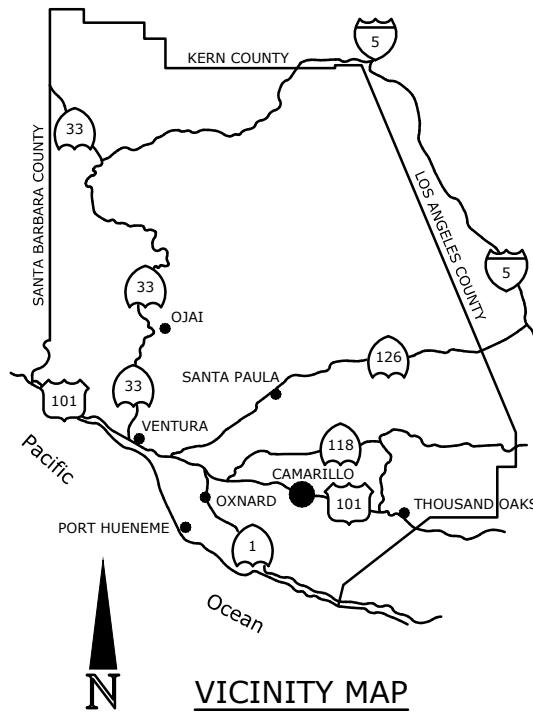 5
KERN COUNTY
33
SANTA BARBARA COUNTY
LOS ANGELES COUNTY
5
33
OJAI
126
SANTA PAULA
33
101
VENTURA
118
Pacific
CAMARILLO
OXNARD
101
THOUSAND OAKS
PORT HUENEME
1
Ocean
N
VICINITY MAP